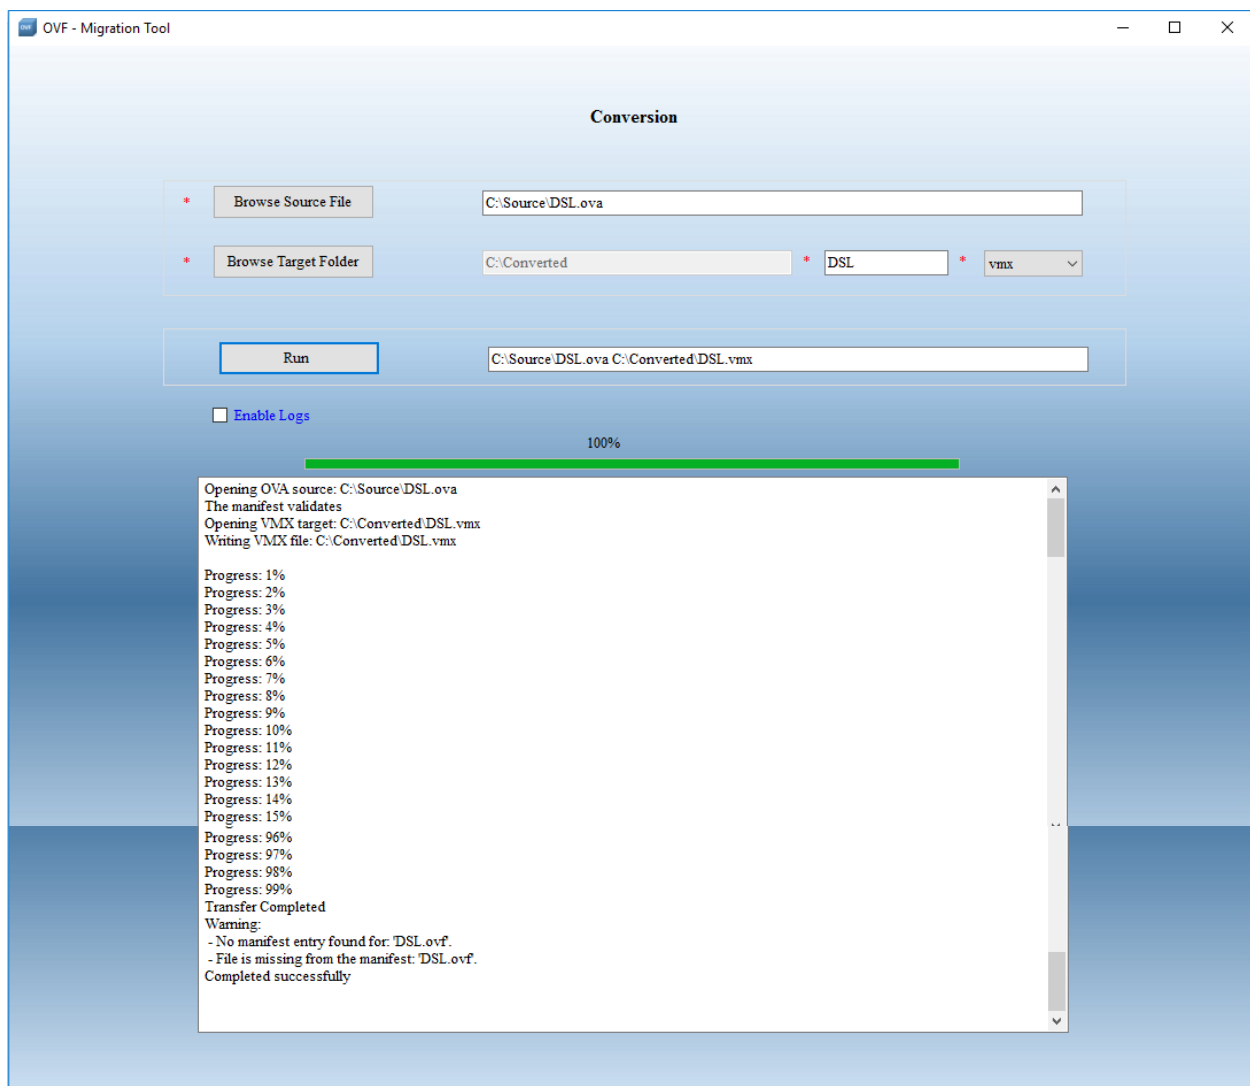 OVF
OVF - Migration Tool
Conversion
* Browse Source File C:\Source\DSL.ova
* Browse Target Folder C:\Converted * DSL * vmx
Run C:\Source\DSL.ova C:\Converted\DSL.vmx
Enable Logs
100%
Opening OVA source: C:\Source\DSL.ova
The manifest validates
Opening VMX target: C:\Converted\DSL.vmx
Writing VMX file: C:\Converted\DSL.vmx
Progress: 1%
Progress: 2%
Progress: 3%
Progress: 4%
Progress: 5%
Progress: 6%
Progress: 7%
Progress: 8%
Progress: 9%
Progress: 10%
Progress: 11%
Progress: 12%
Progress: 13%
Progress: 14%
Progress: 15%
Progress: 96%
Progress: 97%
Progress: 98%
Progress: 99%
Transfer Completed
Warning:
- No manifest entry found for: 'DSL.ovf'.
- File is missing from the manifest: 'DSL.ovf'.
Completed successfully